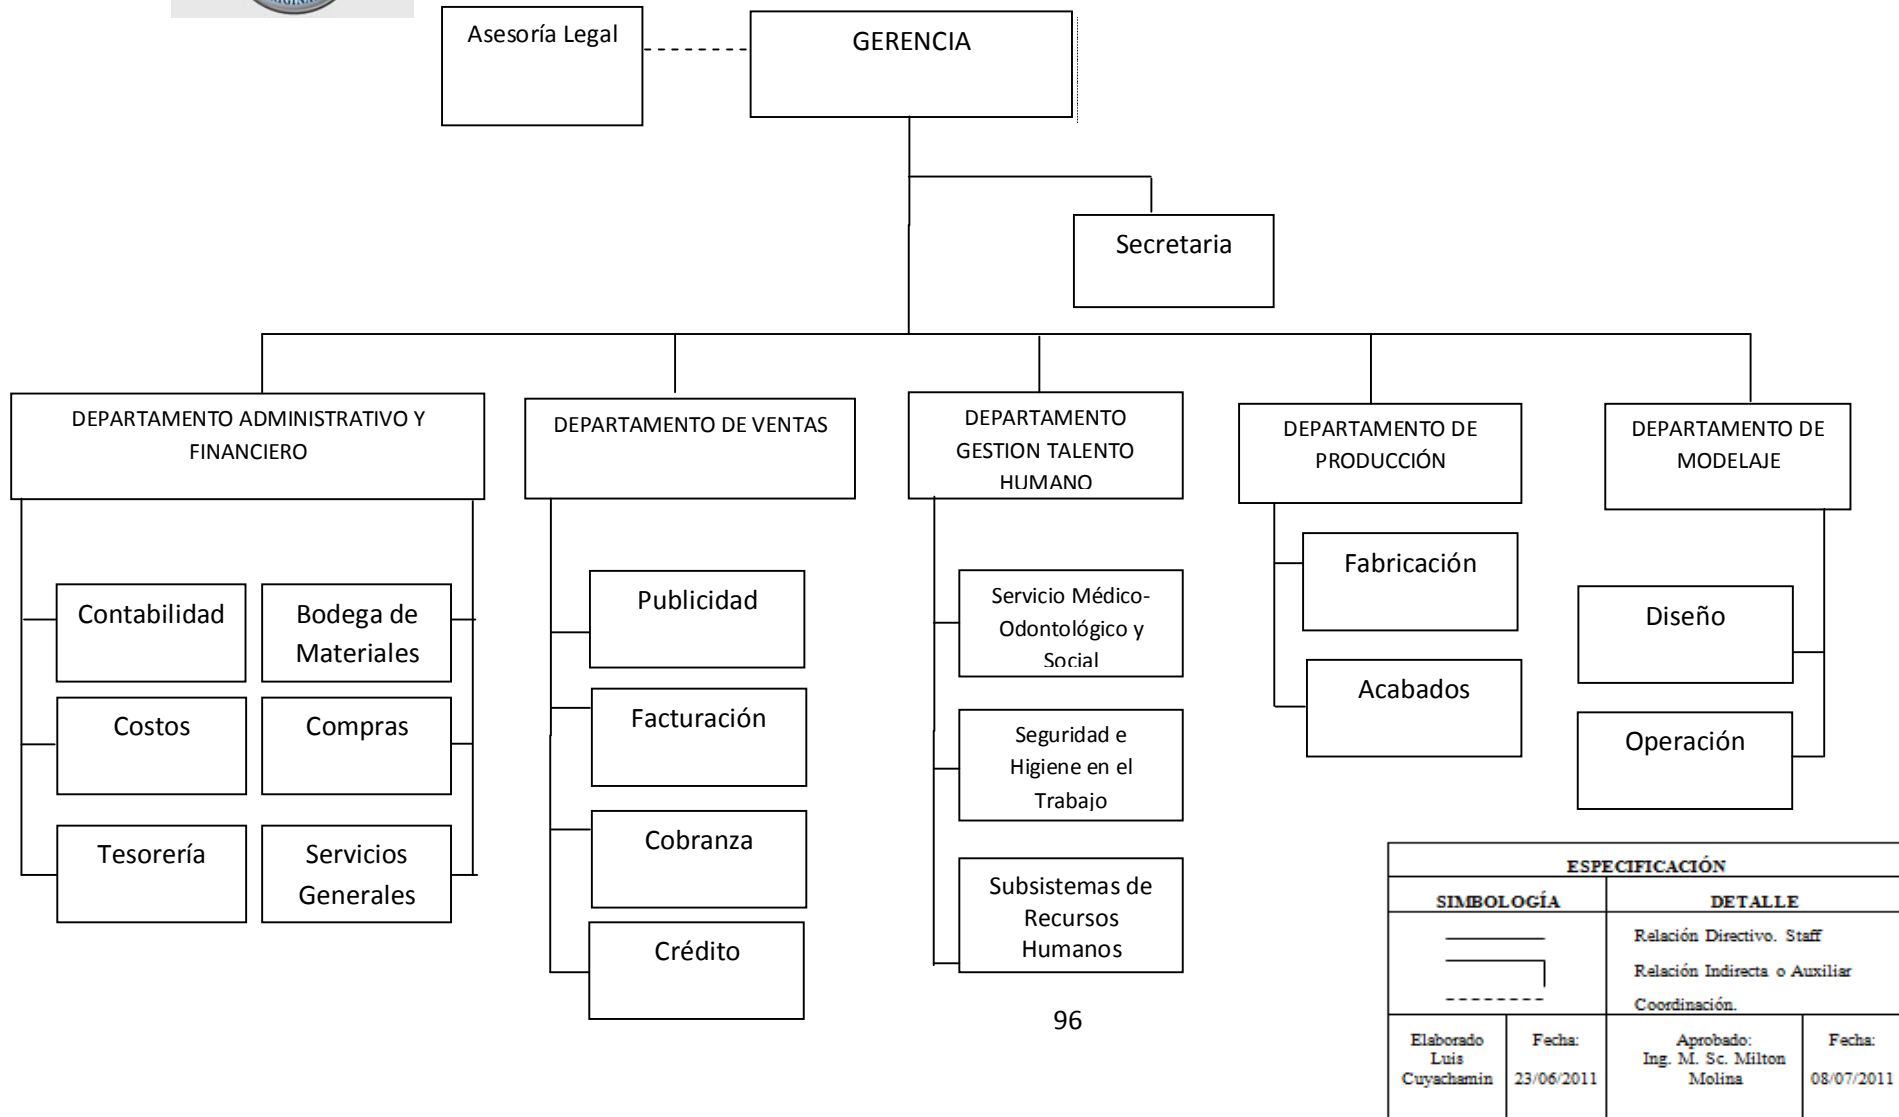 Asesoría Legal
GERENCIA
Secretaria
DEPARTAMENTO ADMINISTRATIVO Y
FINANCIERO
DEPARTAMENTO DE VENTAS
DEPARTAMENTO
GESTION TALENTO
HUMANO
DEPARTAMENTO DE
PRODUCCIÓN
DEPARTAMENTO DE
MODELAJE
Contabilidad
Costos
Tesorería
Bodega de
Materiales
Compras
Servicios
Generales
Publicidad
Facturación
Cobranza
Crédito
Servicio Médico-
Odontológico y
Social
Seguridad e
Higiene en el
Trabajo
Subsistemas de
Recursos
Humanos
Fabricación
Acabados
Diseño
Operación
96
ESPECIFICACIÓN
SIMBOLOGÍA
DETALLE
Relación Directivo. Staff
Relación Indirecta o Auxiliar
Coordinación.
Elaborado
Luis
Cuyachamin
Fecha:
23/06/2011
Aprobado:
Ing. M. Sc. Milton
Molina
Fecha:
08/07/2011